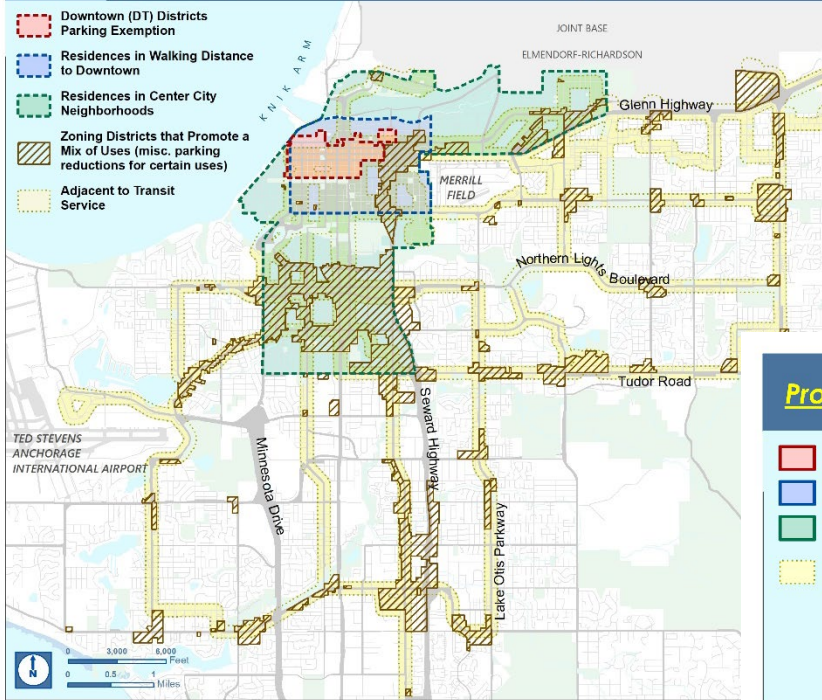 Downtown (DT) Districts
Parking Exemption
Residences in Walking Distance
to Downtown
Residences in Center City
Neighborhoods
Zoning Districts that Promote a
Mix of Uses (misc. parking
reductions for certain uses)
Adjacent to Transit
Service
KNIK ARM
JOINT BASE
ELMENDORF-RICHARDSON
Glenn Highway
MERRILL
FIELD
Northern Lights
Boulevard
Tudor Road
Pro
TED STEVENS
ANCHORAGE
INTERNATIONAL AIRPORT
Minnesota Drive
Seward Highway
Lake Otis Parkway
N
0 3,000 6,000
Feet
0 0.5 1
Miles